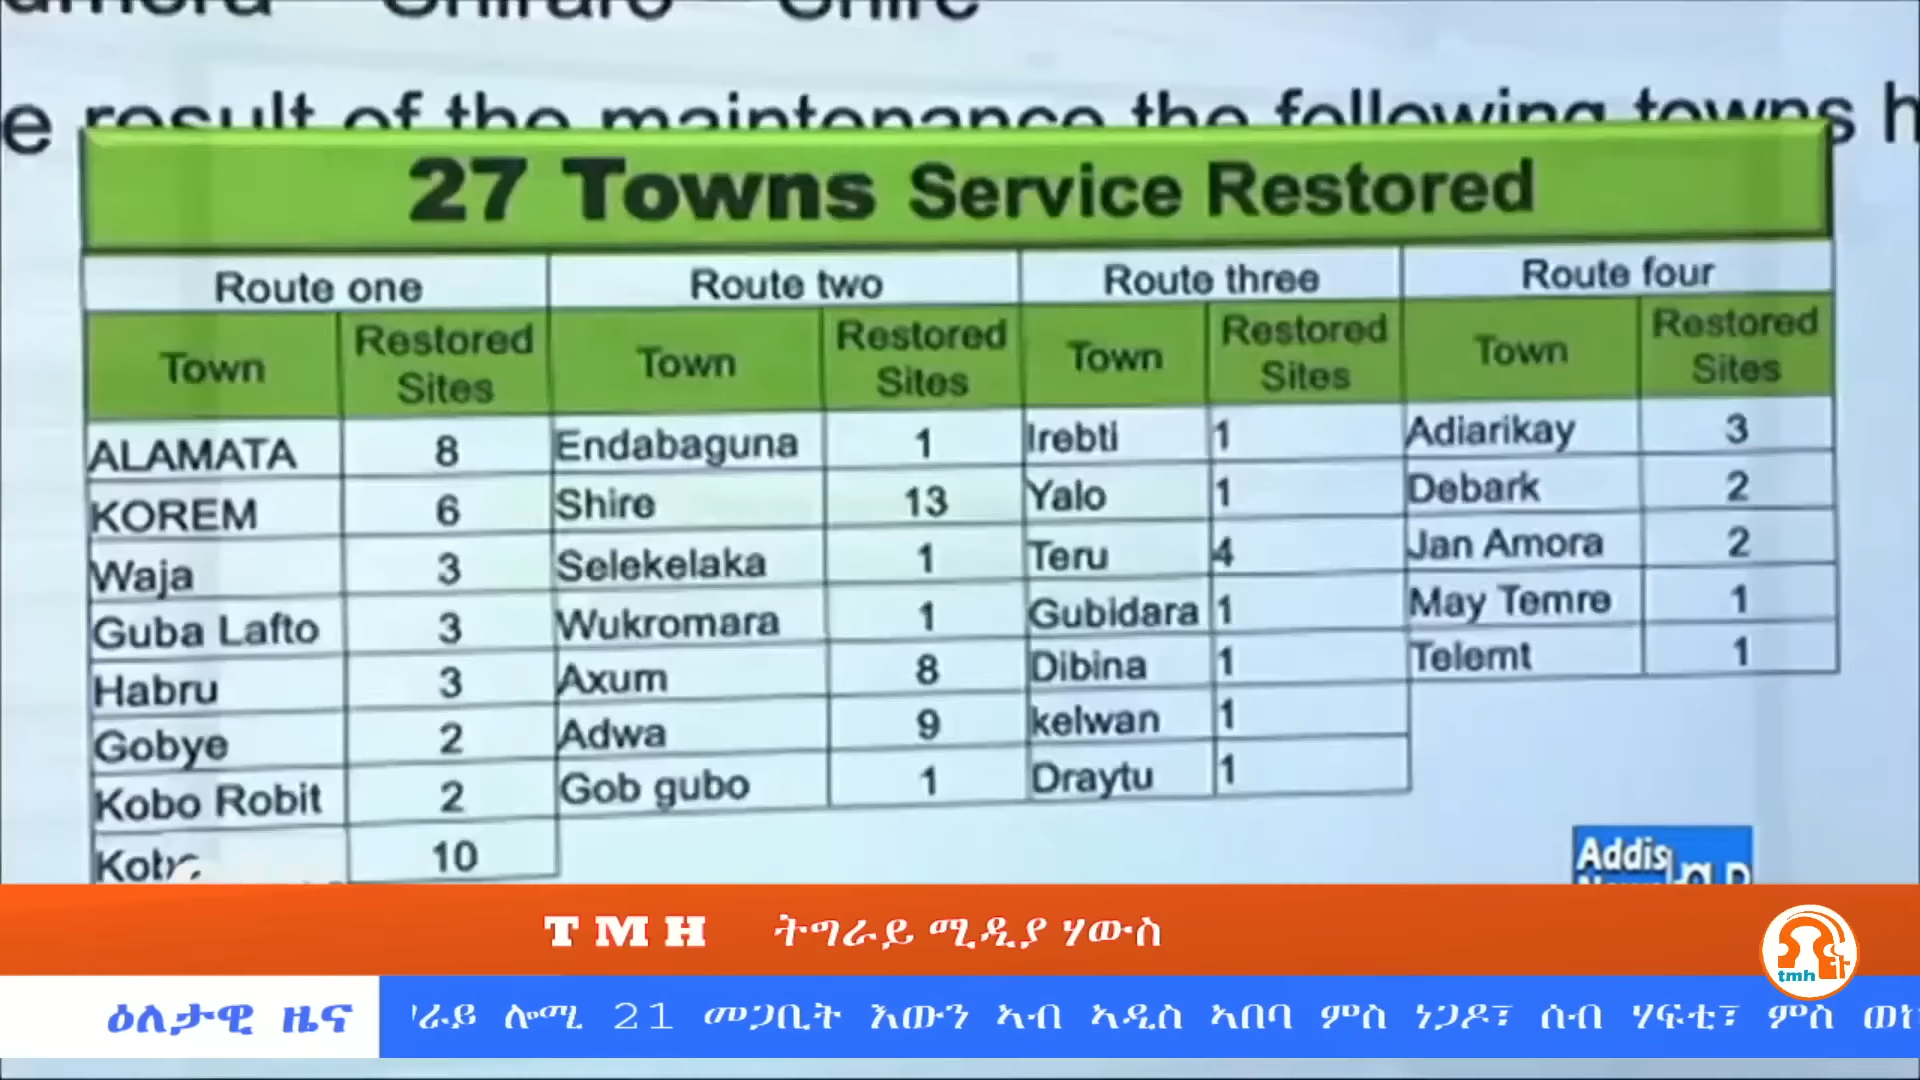 Shiraro – Shire
e result of the maintenance the following towns h
27 Towns Service Restored
Route one Route two Route three Route four
Town Restored Sites Town Restored Sites Town Restored Sites Town Restored Sites
ALAMATA 8 Endabaguna 1 Irebti 1 Adiarikay 3
KOREM 6 Shire 13 Yalo 1 Debark 2
Waja 3 Selekelaka 1 Teru 4 Jan Amora 2
Guba Lafto 3 Wukromara 1 Gubidara 1 May Temre 1
Habru 3 Axum 8 Dibina 1 Telemt 1
Gobye 2 Adwa 9 kelwan 1
Kobo Robit 2 Gob gubo 1 Draytu 1
10
Addis
TMH ትግራይ ሚዲያ ሃውስ
tmh
ዕለታዊ ዜና
ራይ ሎሚ 21 መጋቢት እውን ኣብ ኣዲስ ኣበባ ምስ ነጋዶ፣ ሰብ ሃፍቲ፣ ምስ